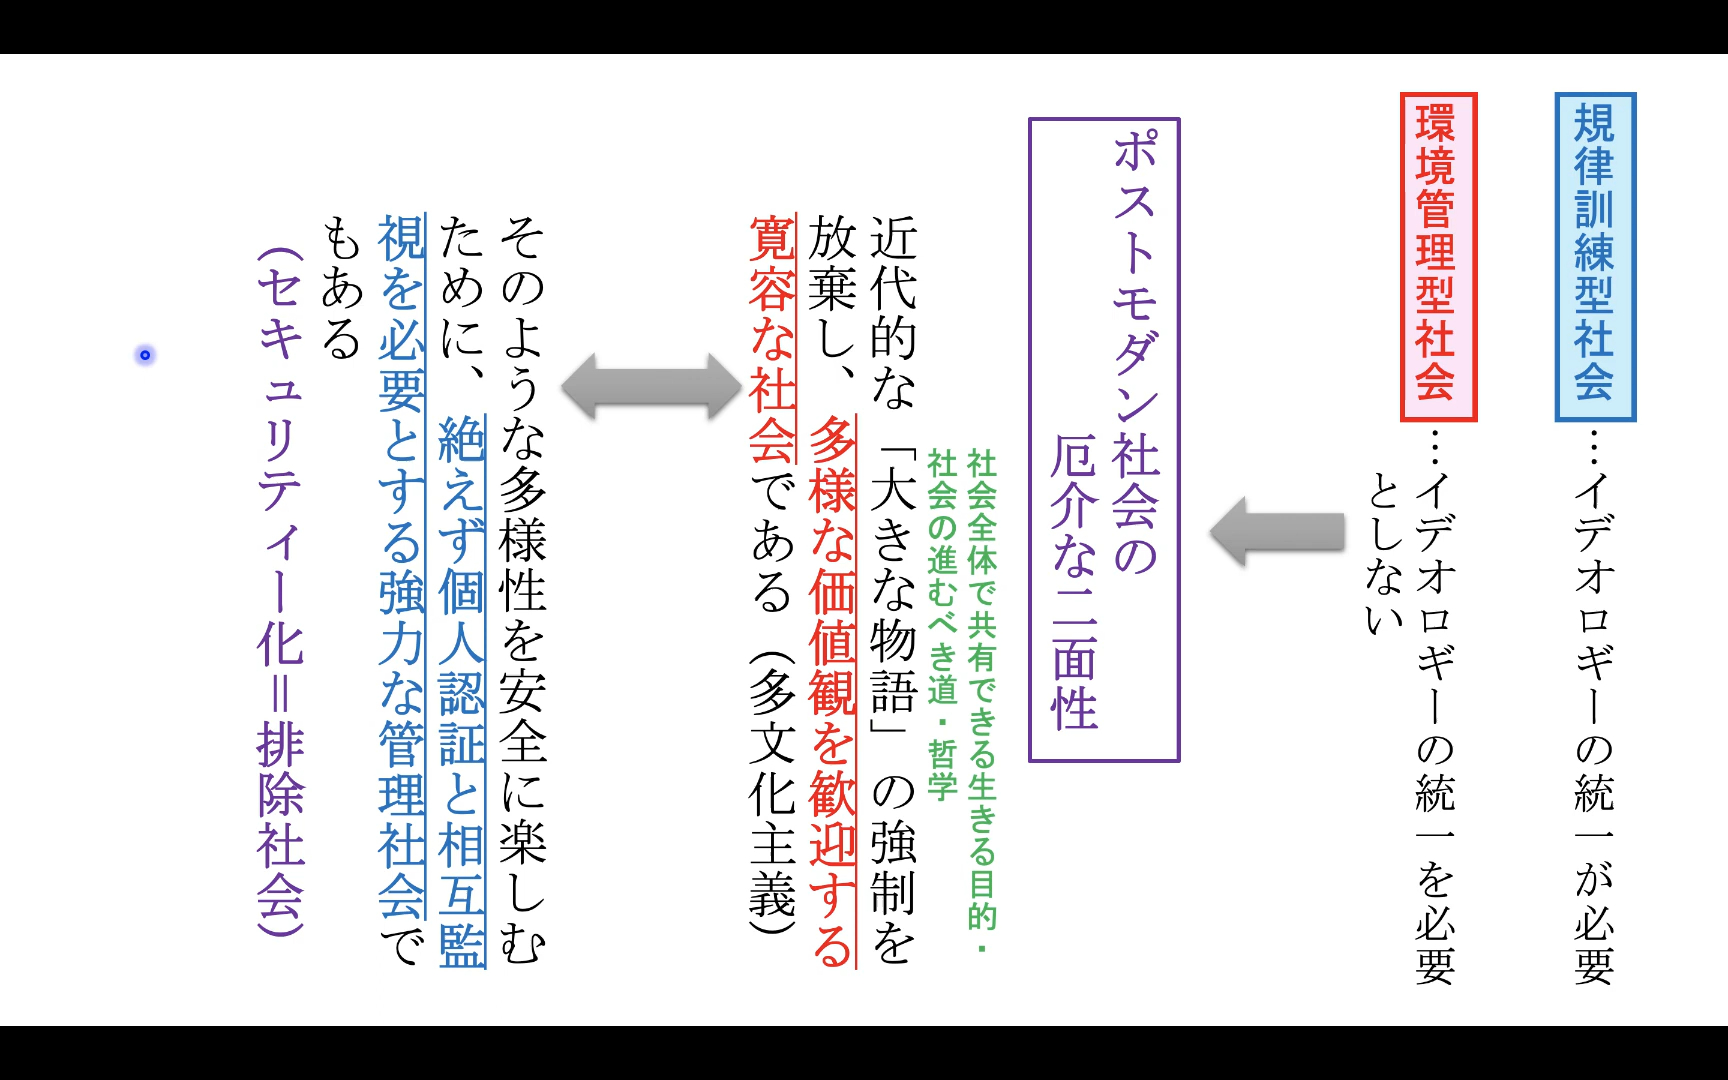 規律訓練型社会…イデオロギーの統一が必要
環境管理型社会…イデオロギーの統一を必要
としない
ポストモダン社会の
厄介な二面性
社会全体で共有できる生きる目的・
社会の進むべき道・哲学
近代的な「大きな物語」の強制を
放棄し、多様な価値観を歓迎する
寛容な社会である（多文化主義）
そのような多様性を安全に楽しむ
ために、絶えず個人認証と相互監
視を必要とする強力な管理社会で
もある
（セキュリティー化＝排除社会）